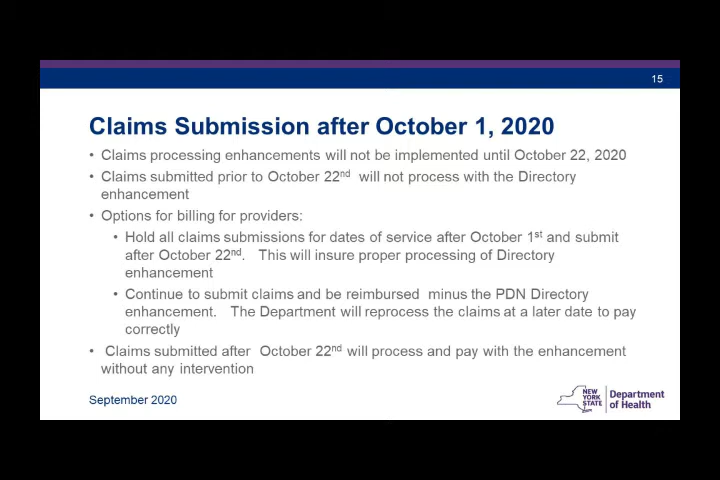 15
Claims Submission after October 1, 2020
• Claims processing enhancements will not be implemented until October 22, 2020
• Claims submitted prior to October 22nd will not process with the Directory
enhancement
• Options for billing for providers:
• Hold all claims submissions for dates of service after October 1st and submit
after October 22nd. This will insure proper processing of Directory
enhancement
• Continue to submit claims and be reimbursed minus the PDN Directory
enhancement. The Department will reprocess the claims at a later date to pay
correctly
• Claims submitted after October 22nd will process and pay with the enhancement
without any intervention
September 2020
NEW
YORK
STATE
Department
of Health